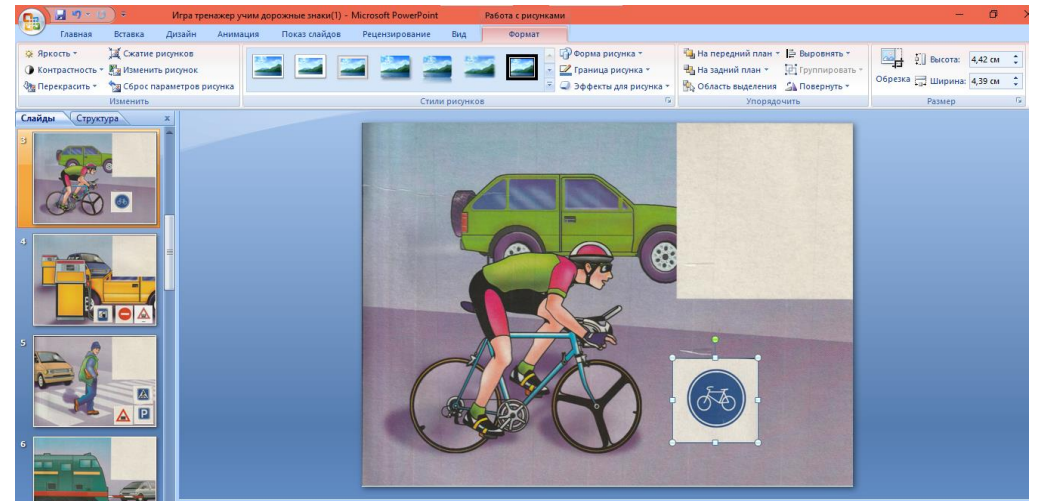 Игра тренажер учим дорожные знаки(1) - Microsoft PowerPoint
Работа с рисунками
Главная Вставка Дизайн Анимация Показ слайдов Рецензирование Вид Формат
Яркость Сжатие рисунков Форма рисунка На передний план Выровнять Высота: 4,42 см
Контрастность Изменить рисунок Граница рисунка На задний план Группировать
Перекрасить Сброс параметров рисунка Эффекты для рисунка Область выделения Повернуть Обрезка Ширина: 4,39 см
Изменить Стили рисунков Упорядочить Размер
Слайды Структура x
3
4
5
P
6